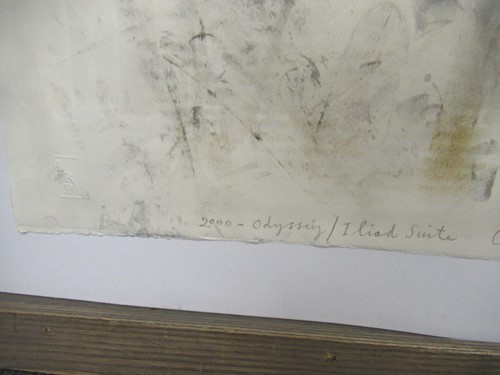 2000 - Odyssey / Iliad Suite